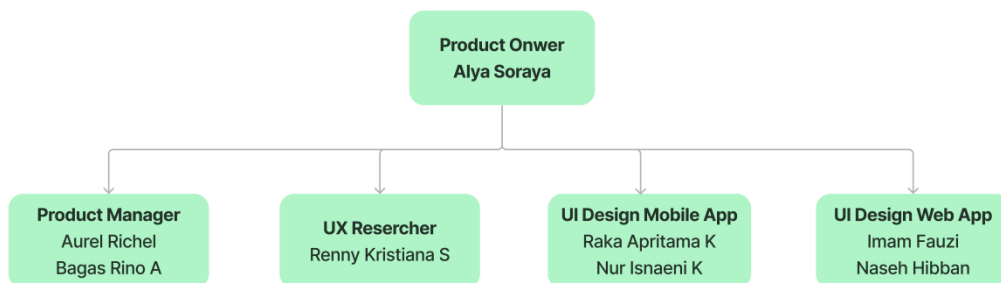 Product Onwer
Alya Soraya
Product Manager
Aurel Richel
Bagas Rino A
UX Resercher
Renny Kristiana S
UI Design Mobile App
Raka Apritama K
Nur Isnaeni K
UI Design Web App
Imam Fauzi
Naseh Hibban